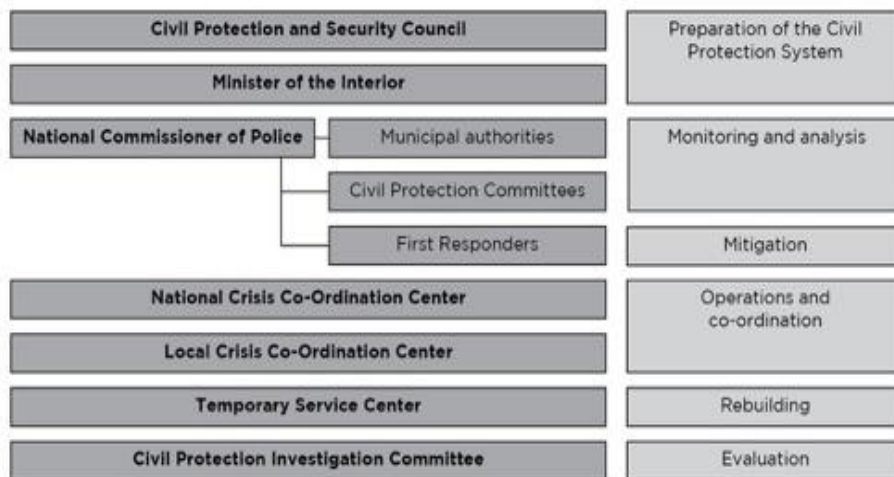 Civil Protection and Security Council
Preparation of the Civil
Protection System
Minister of the Interior
National Commissioner of Police
Municipal authorities
Monitoring and analysis
Civil Protection Committees
First Responders
Mitigation
National Crisis Co-Ordination Center
Operations and
co-ordination
Local Crisis Co-Ordination Center
Temporary Service Center
Rebuilding
Civil Protection Investigation Committee
Evaluation